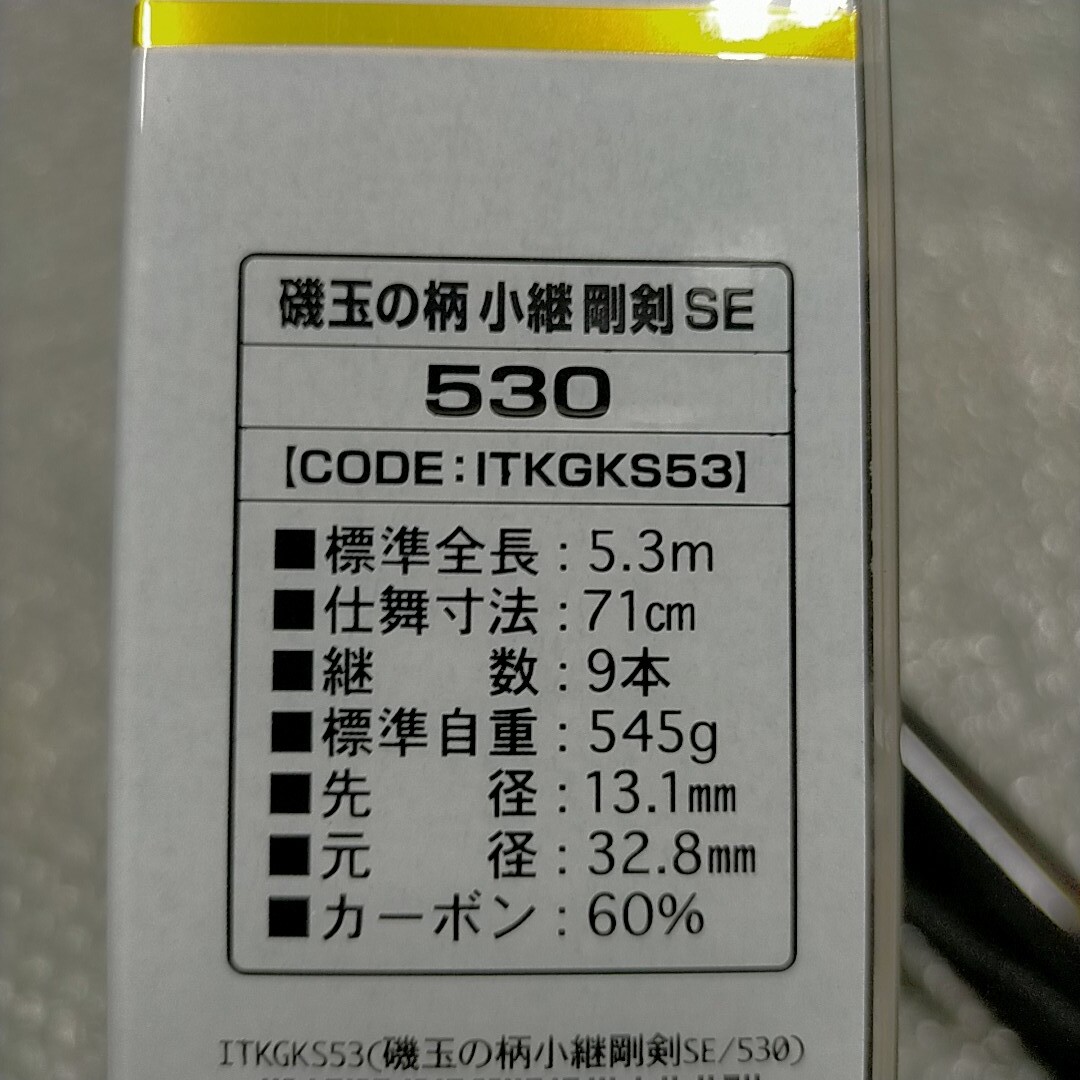 磯玉の柄 小継 剛剣 SE
530
【CODE:ITKGKS53】
■標準全長:5.3m
■仕舞寸法:71㎝
■継　　数:9本
■標準自重:545g
■先　　径:13.1㎜
■元　　径:32.8㎜
■カーボン:60%
ITKGKS53(磯玉の柄小継剛剣SE/530)